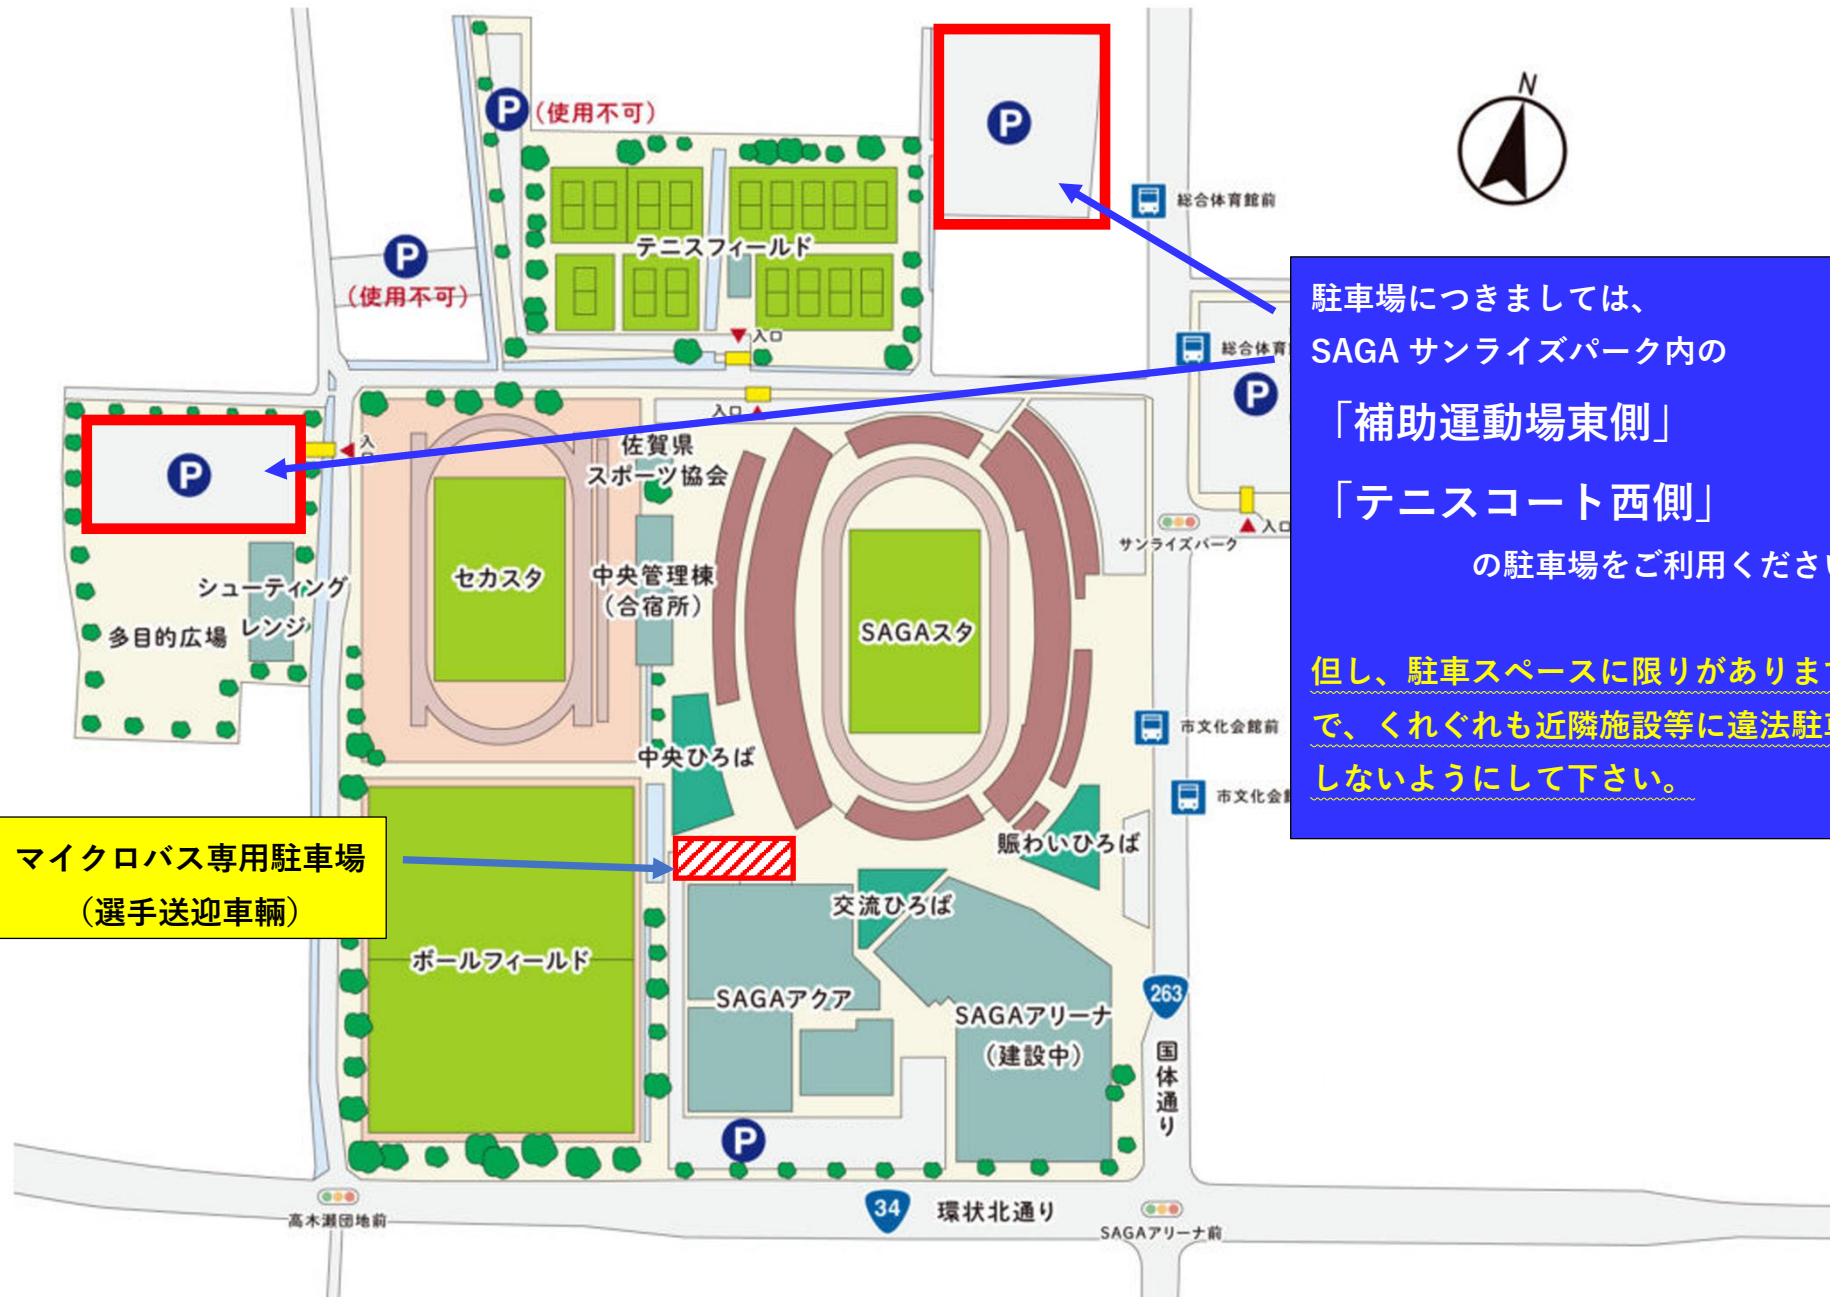 N
P
P
(使用不可)
総合体育館前
テニスフィールド
P
(使用不可)
入口
総合体育
P
入口
駐車場につきましては、
SAGA サンライズパーク内の
「補助運動場東側」
「テニスコート西側」
の駐車場をご利用ください
但し、駐車スペースに限りがありますので、
くれぐれも近隣施設等に違法駐車
しないようにして下さい。
P
入口
佐賀県
スポーツ協会
サンライズパーク
入口
セカスタ
中央管理棟
(合宿所)
シューティング
レンジ
多目的広場
SAGAスタ
市文化会館前
中央ひろば
市文化会館
賑わいひろば
マイクロバス専用駐車場
(選手送迎車輌)
交流ひろば
ボールフィールド
SAGAアクア
SAGAアリーナ
(建設中)
263
国体通り
P
34
環状北通り
高木瀬団地前
SAGAアリーナ前